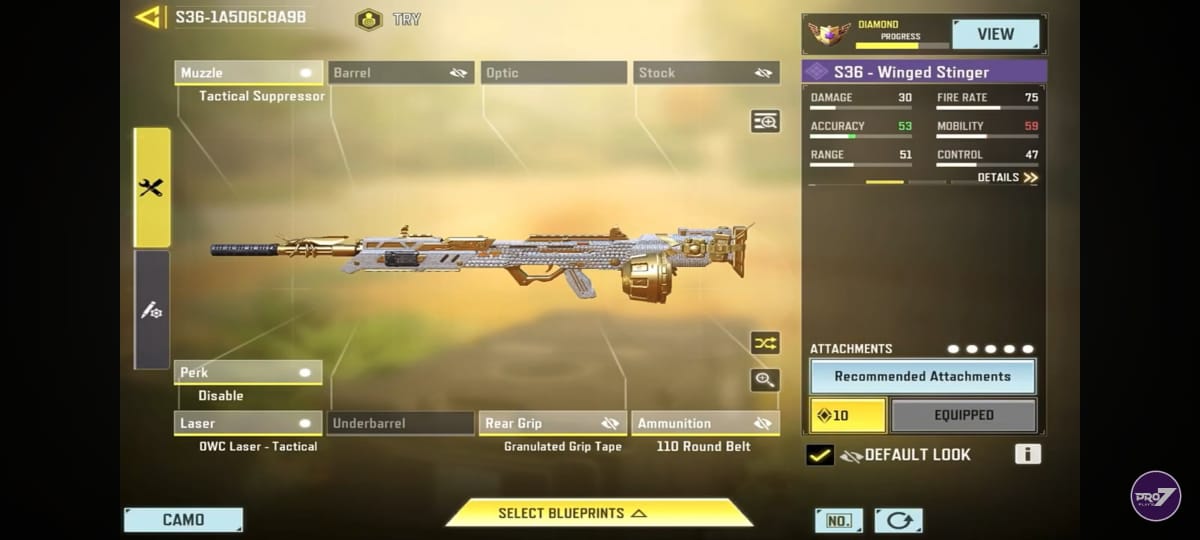 S36-1A5D6C8A9B
TRY
DIAMOND
PROGRESS
VIEW
Muzzle
Barrel
Optic
Stock
Tactical Suppressor
S36 - Winged Stinger
DAMAGE 30 FIRE RATE 75
ACCURACY 53 MOBILITY 59
RANGE 51 CONTROL 47
DETAILS
Perk
Disable
Laser
Underbarrel
Rear Grip
Ammunition
OWC Laser - Tactical
Granulated Grip Tape
110 Round Belt
ATTACHMENTS
Recommended Attachments
10
EQUIPPED
DEFAULT LOOK
i
CAMO
SELECT BLUEPRINTS
NO.
PRO 7